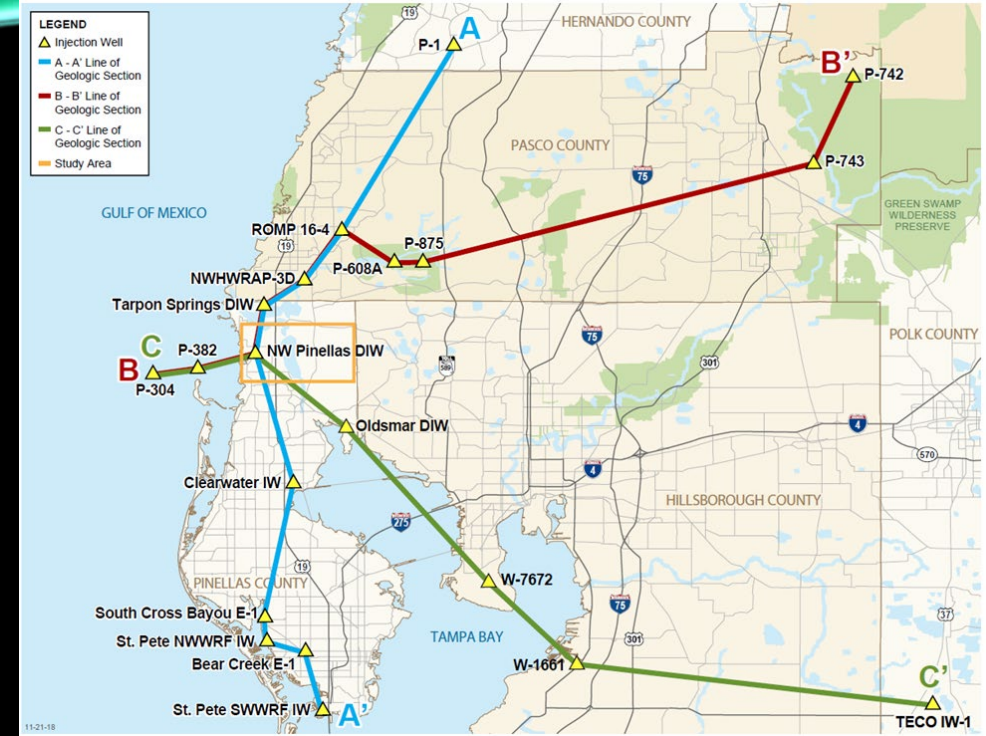 LEGEND
Injection Well
A - A' Line of
Geologic Section
B - B' Line of
Geologic Section
C - C' Line of
Geologic Section
Study Area
19
A
P-1
HERNANDO COUNTY
B'
P-742
PASCO COUNTY
75
P-743
GULF OF MEXICO
GREEN SWAMP
WILDERNESS
PRESERVE
ROMP 16-4
19
P-875
P-608A
NWHWRAP-3D
Tarpon Springs DIW
C
P-382
NW Pinellas DIW
B
P-304
75
589
301
POLK COUNTY
Oldsmar DIW
4
570
Clearwater IW
4
HILLSBOROUGH COUNTY
275
19
PINELLAS COUNTY
W-7672
75
South Cross Bayou E-1
37
St. Pete NWWRF IW
TAMPA BAY
301
Bear Creek E-1
W-1661
C'
St. Pete SWWRF IW
A'
TECO IW-1
11-21-18